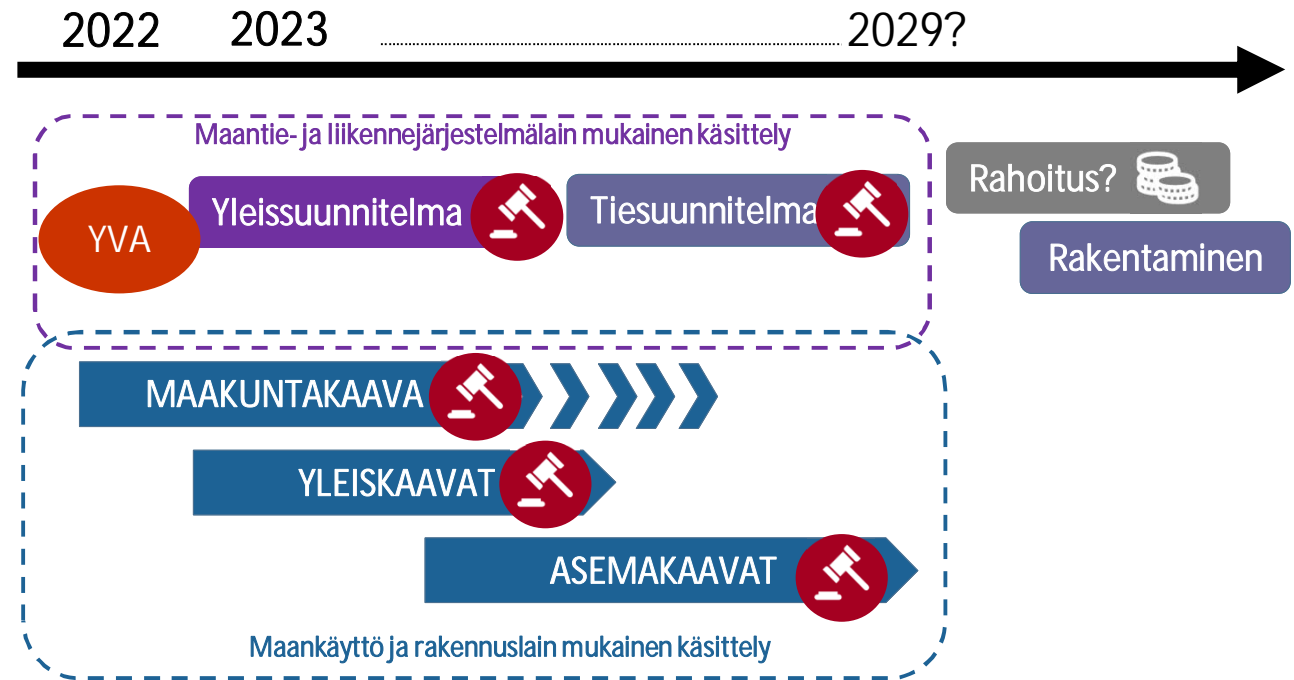 2022 2023 2029?
Maantie- ja liikennejärjestelmälain mukainen käsittely
Rahoitus?
Yleissuunnitelma
Tiesuunnitelma
YVA
Rakentaminen
MAAKUNTAKAAVA
YLEISKAAVAT
ASEMAKAAVAT
Maankäyttö ja rakennuslain mukainen käsittely